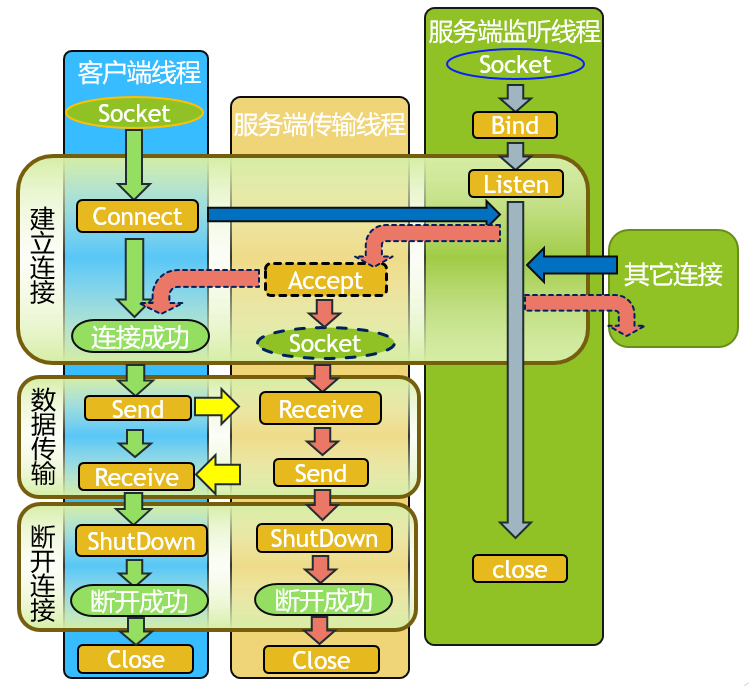 服务端监听线程
Socket
Bind
Listen
客户端线程
Socket
Connect
连接成功
Send
Receive
ShutDown
断开成功
Close
服务端传输线程
Accept
Socket
Receive
Send
ShutDown
断开成功
Close
close
其它连接
建立连接
数据传输
断开连接